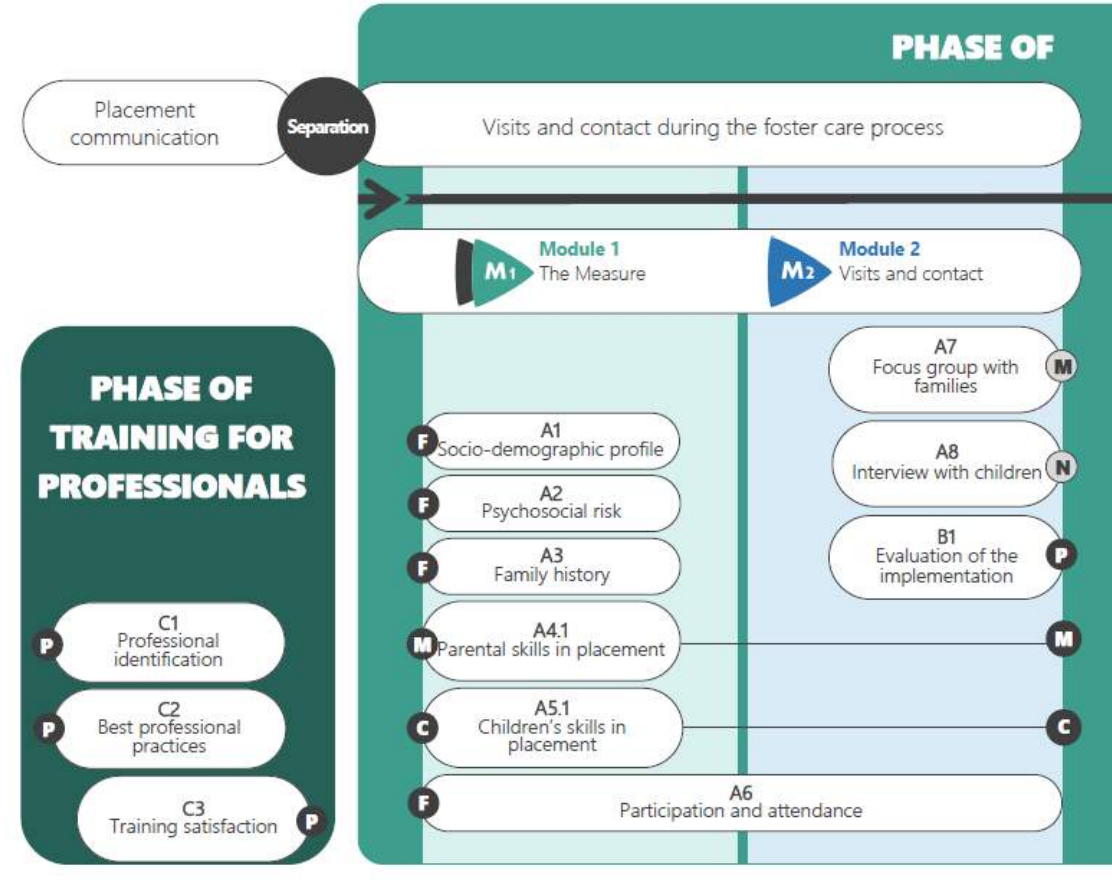 PHASE OF
Placement
communication
Separation
Visits and contact during the foster care process
M1
Module 1
The Measure
M2
Module 2
Visits and contact
PHASE OF
TRAINING FOR
PROFESSIONALS
P
C1
Professional
identification
P
C2
Best professional
practices
C3
Training satisfaction
P
F
A1
Socio-demographic profile
F
A2
Psychosocial risk
F
A3
Family history
M
A4.1
Parental skills in placement
M
C
A5.1
Children's skills in
placement
C
F
A6
Participation and attendance
A7
Focus group with
families
M
A8
Interview with children
N
B1
Evaluation of the
implementation
P